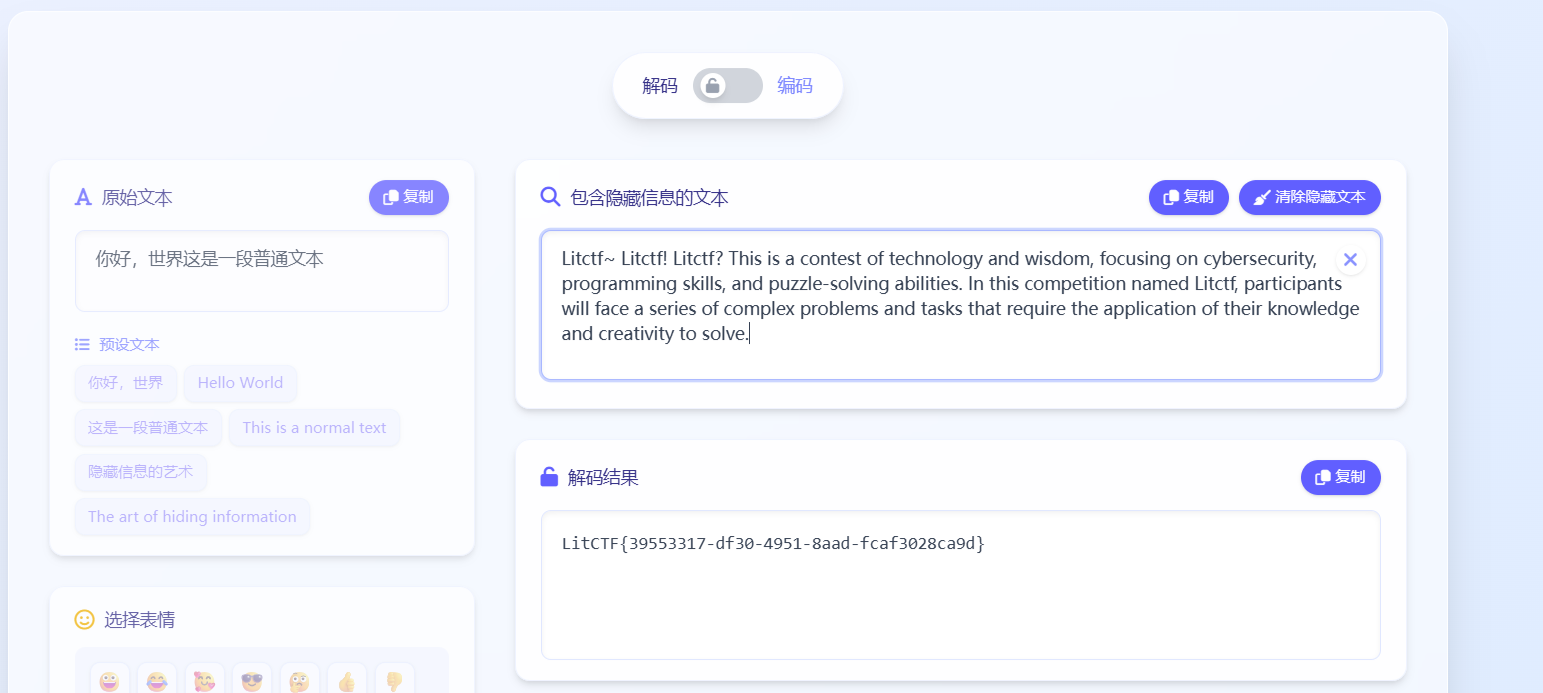 解码
编码
原始文本
复制
你好，世界这是一段普通文本
预设文本
你好，世界
Hello World
这是一段普通文本
This is a normal text
隐藏信息的艺术
The art of hiding information
选择表情
包含隐藏信息的文本
复制
清除隐藏文本
Litctf~ Litctf! Litctf? This is a contest of technology and wisdom, focusing on cybersecurity,
programming skills, and puzzle-solving abilities. In this competition named Litctf, participants
will face a series of complex problems and tasks that require the application of their knowledge
and creativity to solve.
解码结果
复制
LitCTF{39553317-df30-4951-8aad-fcaf3028ca9d}